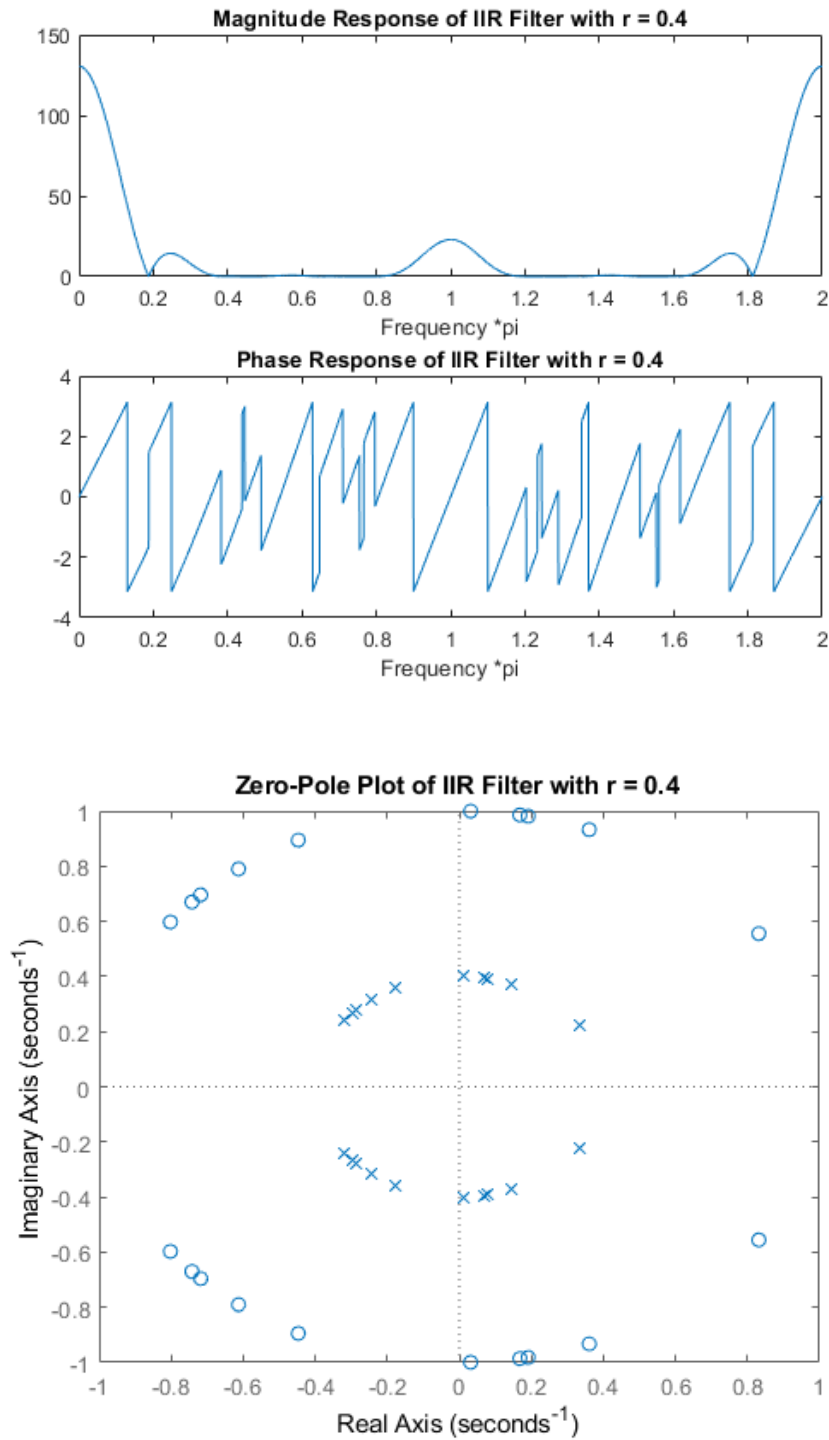 Magnitude Response of IIR Filter with r = 0.4
150
100
50
0
0 0.2 0.4 0.6 0.8 1 1.2 1.4 1.6 1.8 2
Frequency *pi
Phase Response of IIR Filter with r = 0.4
4
2
0
-2
-4
0 0.2 0.4 0.6 0.8 1 1.2 1.4 1.6 1.8 2
Frequency *pi
Zero-Pole Plot of IIR Filter with r = 0.4
1
0.8
0.6
0.4
0.2
0
-0.2
-0.4
-0.6
-0.8
-1
Imaginary Axis (seconds⁻¹)
-1 -0.8 -0.6 -0.4 -0.2 0 0.2 0.4 0.6 0.8 1
Real Axis (seconds⁻¹)